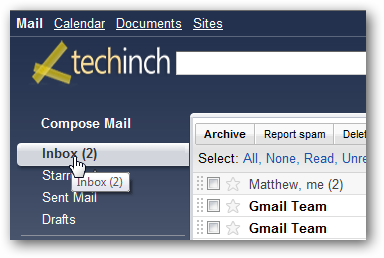 Mail Calendar Documents Sites
techinch
Compose Mail
Archive Report spam
Inbox (2)
Select: All, None, Read,
Inbox (2)
Matthew, me (2)
Sent Mail
Gmail Team
Drafts
Gmail Team